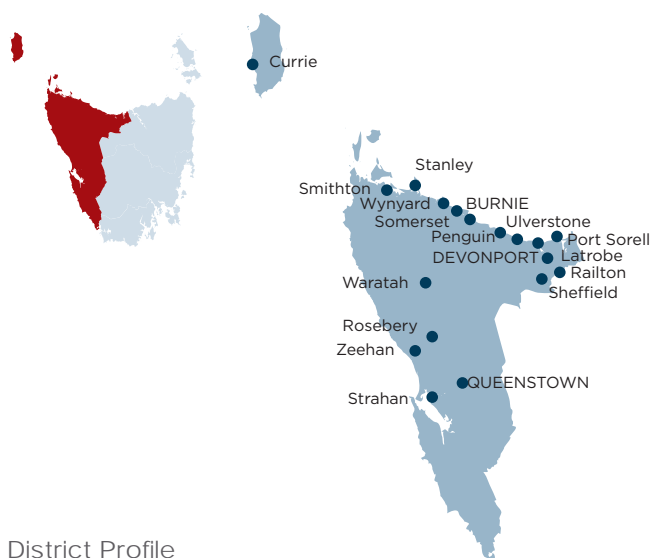 Currie
Stanley
Smithton
Wynyard
BURNIE
Somerset
Ulverstone
Penguin
Port Sorell
DEVONPORT
Latrobe
Railton
Waratah
Sheffield
Rosebery
Zeehan
QUEENSTOWN
Strahan
District Profile